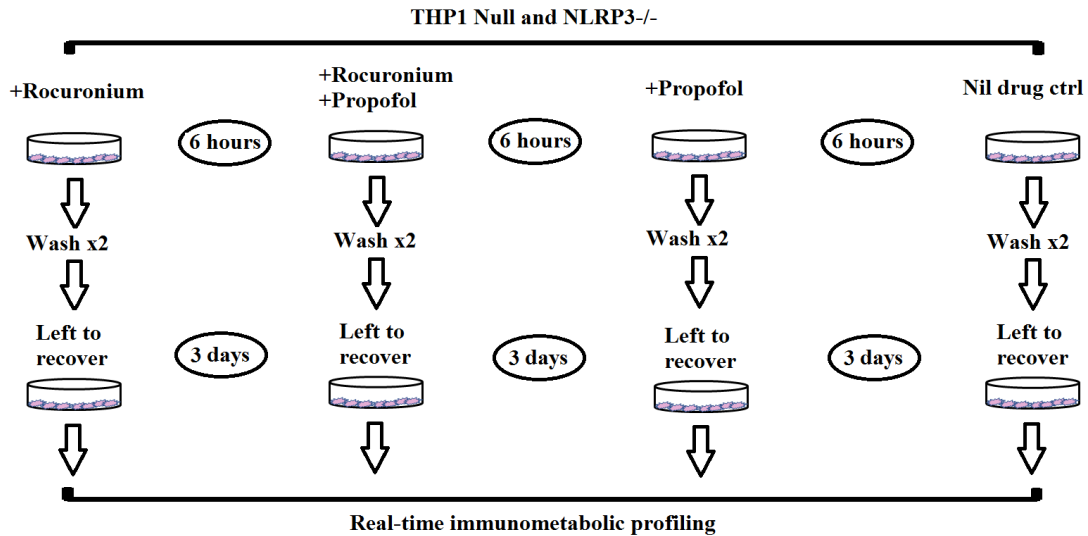 THP1 Null and NLRP3-/-
+Rocuronium
+Rocuronium
+Propofol
+Propofol
Nil drug ctrl
6 hours
6 hours
6 hours
Wash x2
Wash x2
Wash x2
Wash x2
Left to
recover
3 days
Left to
recover
3 days
Left to
recover
3 days
Left to
recover
Real-time immunometabolic profiling